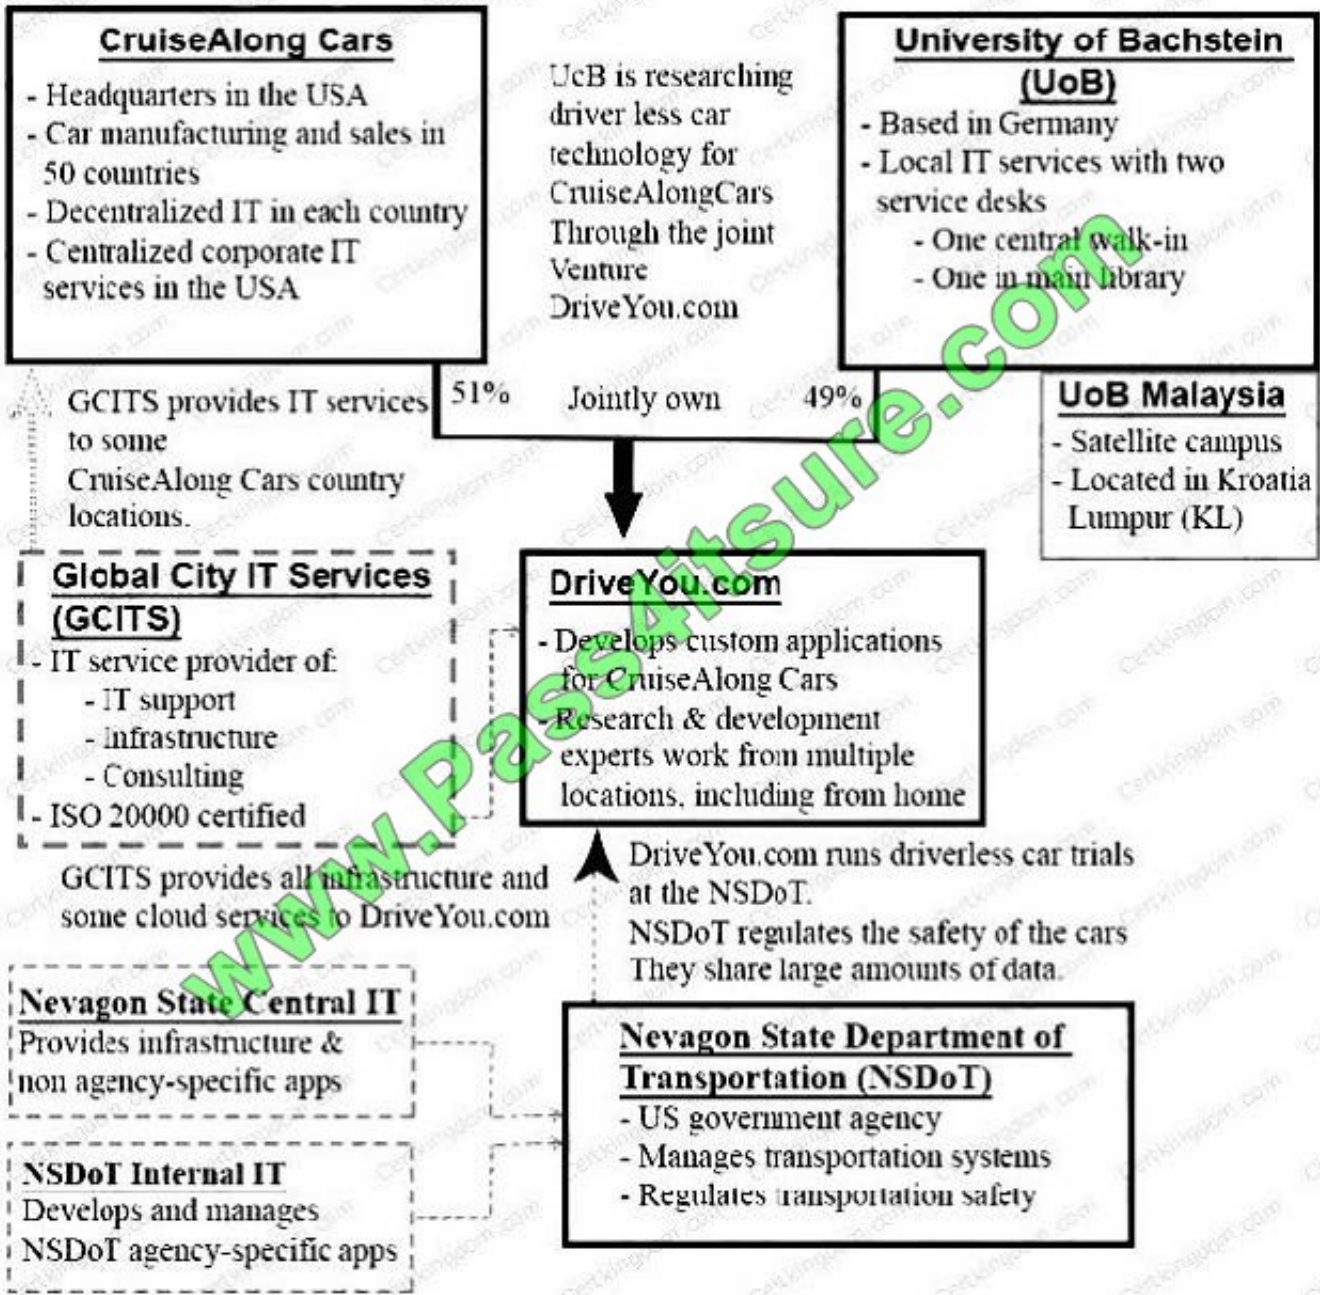 CruiseAlong Cars
- Headquarters in the USA
- Car manufacturing and sales in
50 countries
- Decentralized IT in each country
- Centralized corporate IT
services in the USA
UcB is researching
driver less car
technology for
CruiseAlongCars
Through the joint
Venture
DriveYou.com
University of Bachstein
(UoB)
- Based in Germany
- Local IT services with two
service desks
- One central walk-in
- One in main library
51% Jointly own 49%
UoB Malaysia
- Satellite campus
- Located in Kroatia
Lumpur (KL)
GCITS provides IT services
to some
CruiseAlong Cars country
locations.
Global City IT Services
(GCITS)
- IT service provider of:
- IT support
- Infrastructure
- Consulting
- ISO 20000 certified
DriveYou.com
- Develops custom applications
for CruiseAlong Cars
- Research & development
experts work from multiple
locations, including from home
GCITS provides all infrastructure and
some cloud services to DriveYou.com
DriveYou.com runs driverless car trials
at the NSDoT.
NSDoT regulates the safety of the cars
They share large amounts of data.
Nevagon State Central IT
Provides infrastructure &
non agency-specific apps
NSDoT Internal IT
Develops and manages
NSDoT agency-specific apps
Nevagon State Department of
Transportation (NSDoT)
- US government agency
- Manages transportation systems
- Regulates transportation safety
www.Pass4itsure.com
Certkingdom.com